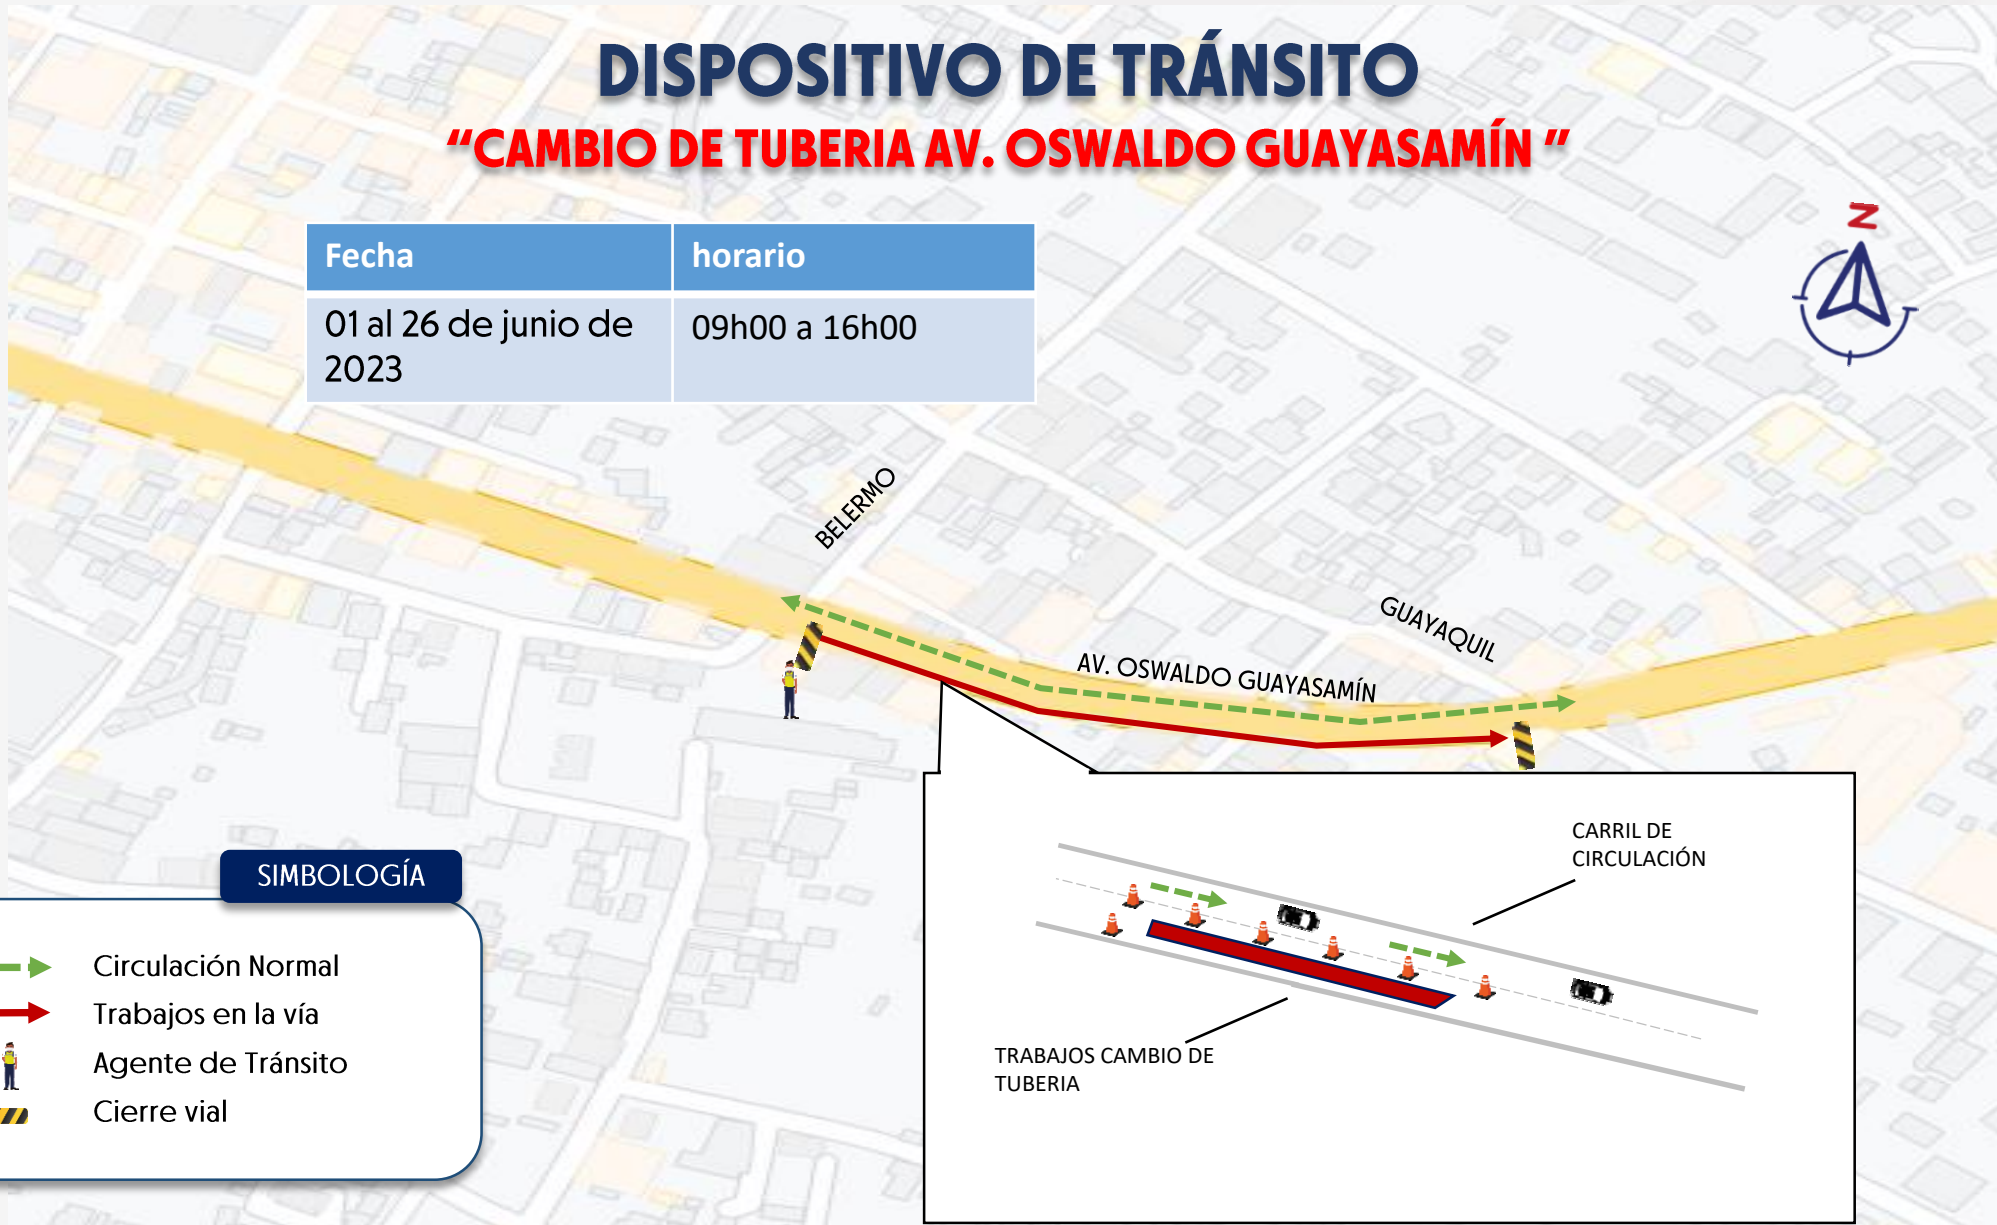 DISPOSITIVO DE TRÁNSITO
“CAMBIO DE TUBERIA AV. OSWALDO GUAYASAMÍN ”
N
Fecha
horario
01 al 26 de junio de
2023
09h00 a 16h00
BELERMO
GUAYAQUIL
AV. OSWALDO GUAYASAMÍN
CARRIL DE
CIRCULACIÓN
TRABAJOS CAMBIO DE
TUBERIA
SIMBOLOGÍA
Circulación Normal
Trabajos en la vía
Agente de Tránsito
Cierre vial